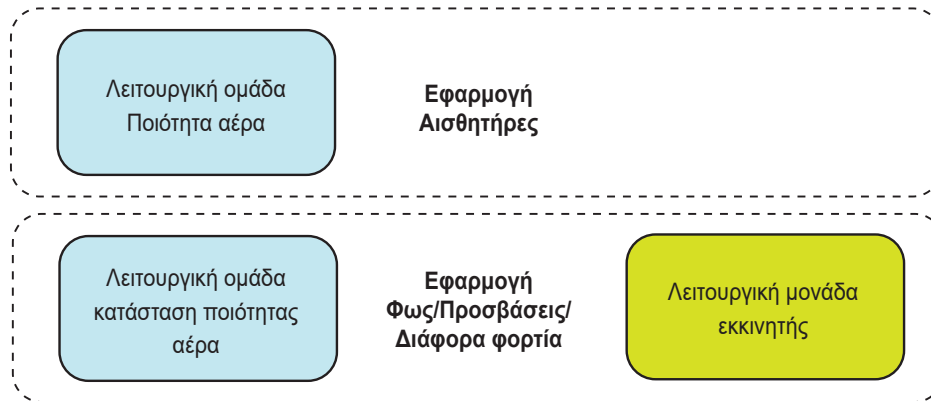 Λειτουργική ομάδα
Ποιότητα αέρα
Εφαρμογή
Αισθητήρες
Λειτουργική ομάδα
κατάσταση ποιότητας
αέρα
Εφαρμογή
Φως/Προσβάσεις/
Διάφορα φορτία
Λειτουργική μονάδα
εκκινητής